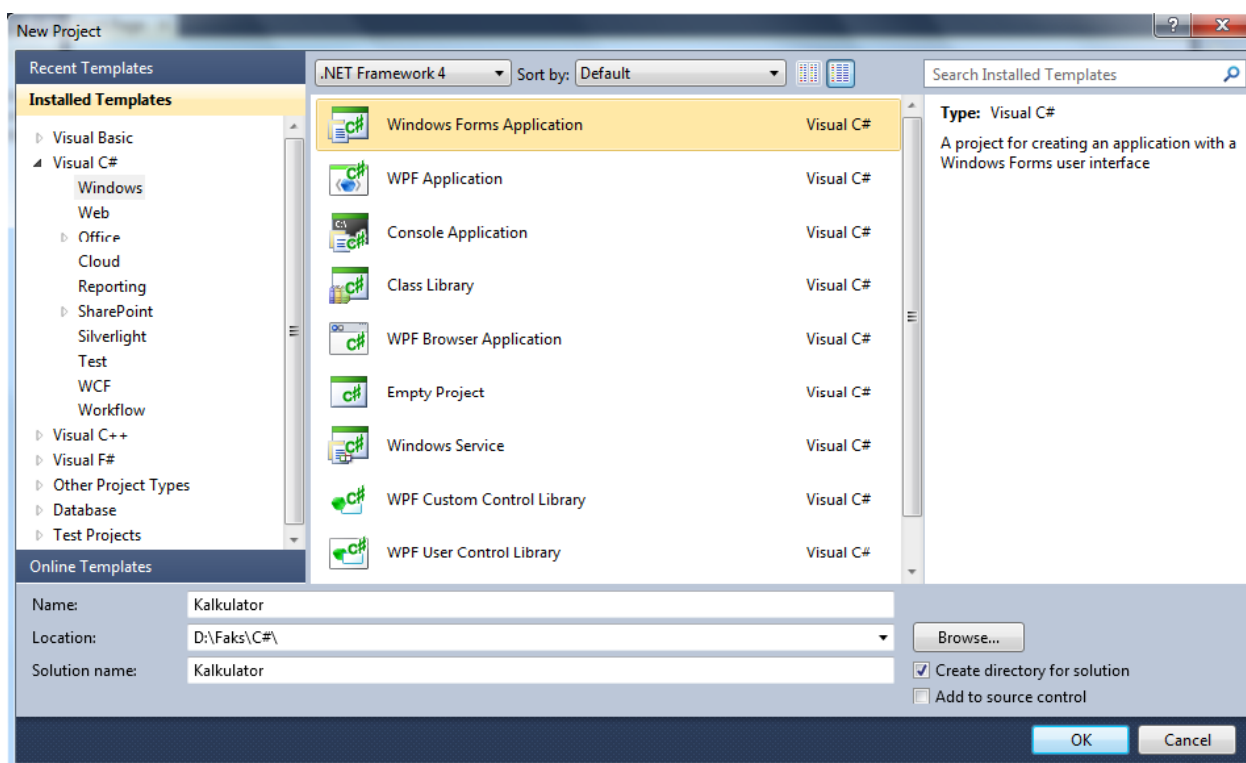 New Project
Recent Templates
Installed Templates
Visual Basic
Visual C#
Windows
Web
Office
Cloud
Reporting
SharePoint
Silverlight
Test
WCF
Workflow
Visual C++
Visual F#
Other Project Types
Database
Test Projects
Online Templates
.NET Framework 4 Sort by: Default
Windows Forms Application Visual C#
WPF Application Visual C#
Console Application Visual C#
Class Library Visual C#
WPF Browser Application Visual C#
Empty Project Visual C#
Windows Service Visual C#
WPF Custom Control Library Visual C#
WPF User Control Library Visual C#
Search Installed Templates
Type: Visual C#
A project for creating an application with a
Windows Forms user interface
Name: Kalkulator
Location: D:\Faks\C#\ Browse...
Solution name: Kalkulator
Create directory for solution
Add to source control
OK Cancel